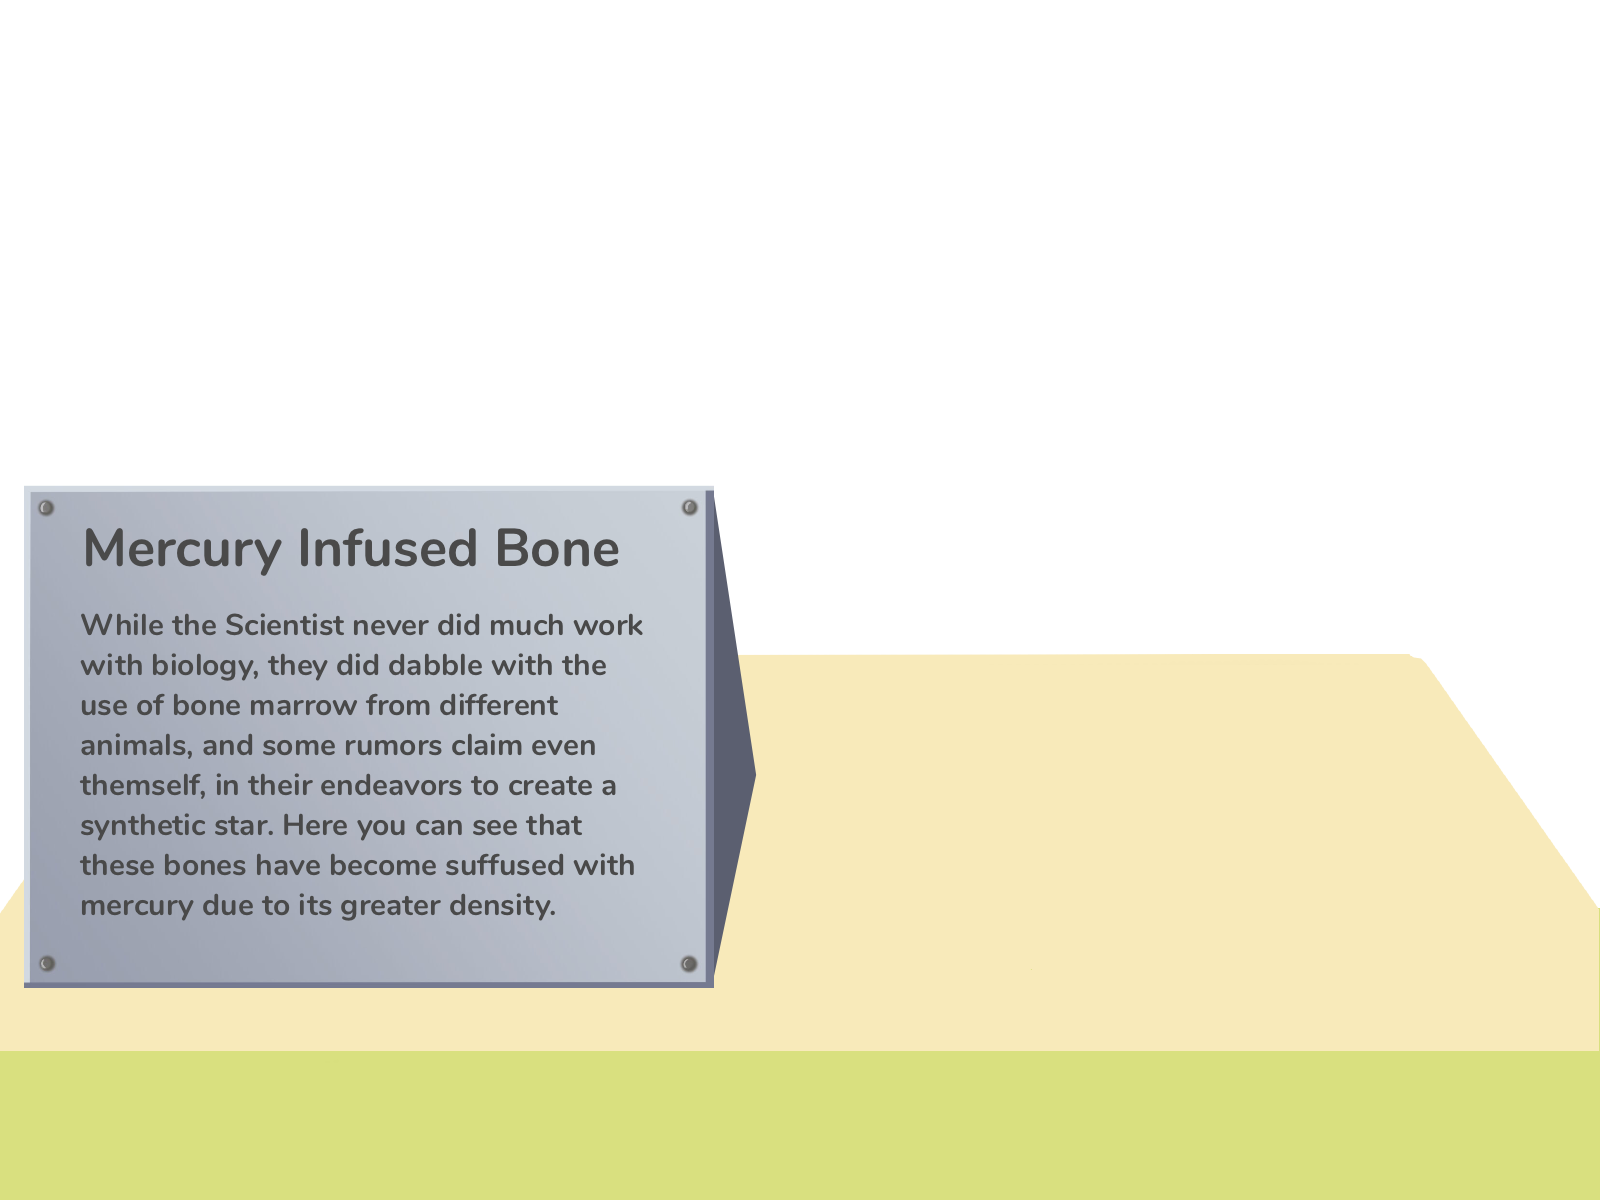 Mercury Infused Bone
While the Scientist never did much work
with biology, they did dabble with the
use of bone marrow from different
animals, and some rumors claim even
themself, in their endeavors to create a
synthetic star. Here you can see that
these bones have become suffused with
mercury due to its greater density.